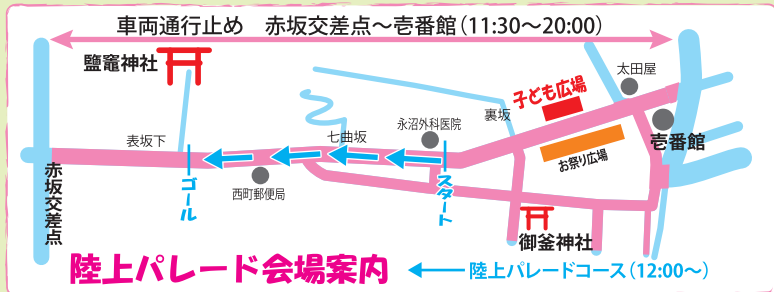 車両通行止め　赤坂交差点～壱番館(11:30～20:00)
鹽竈神社
太田屋
子ども広場
裏坂
永沼外科医院
七曲坂
表坂下
壱番館
お祭り広場
赤坂交差点
ゴール
西町郵便局
スタート
御釜神社
陸上パレード会場案内
陸上パレードコース(12:00～)